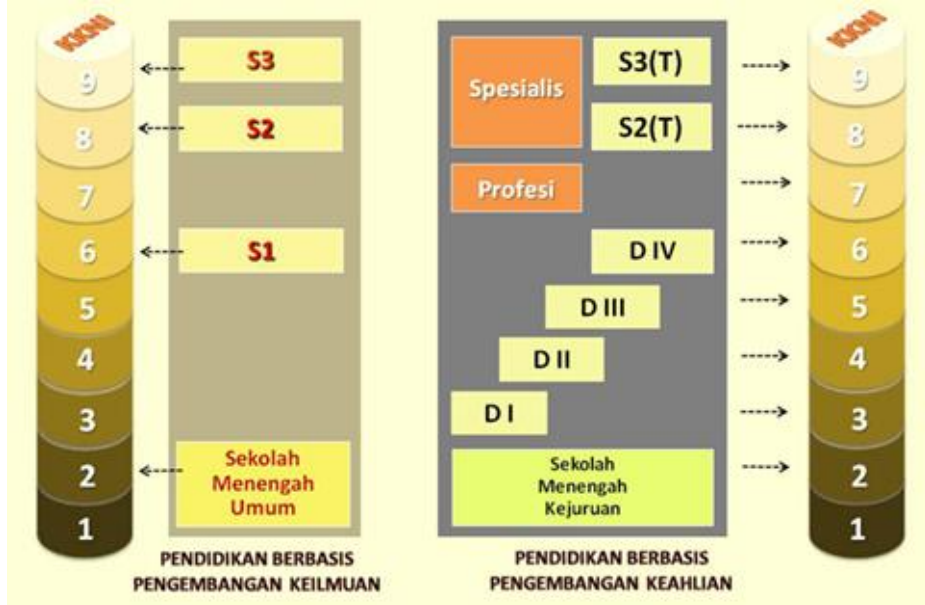 KKNI
9
8
7
6
5
4
3
2
1
S3
S2
S1
Sekolah
Menengah
Umum
PENDIDIKAN BERBASIS
PENGEMBANGAN KEILMUAN
Spesialis
S3(T)
S2(T)
Profesi
D IV
D III
D II
D I
Sekolah
Menengah
Kejuruan
PENDIDIKAN BERBASIS
PENGEMBANGAN KEAHLIAN
KKNI
9
8
7
6
5
4
3
2
1